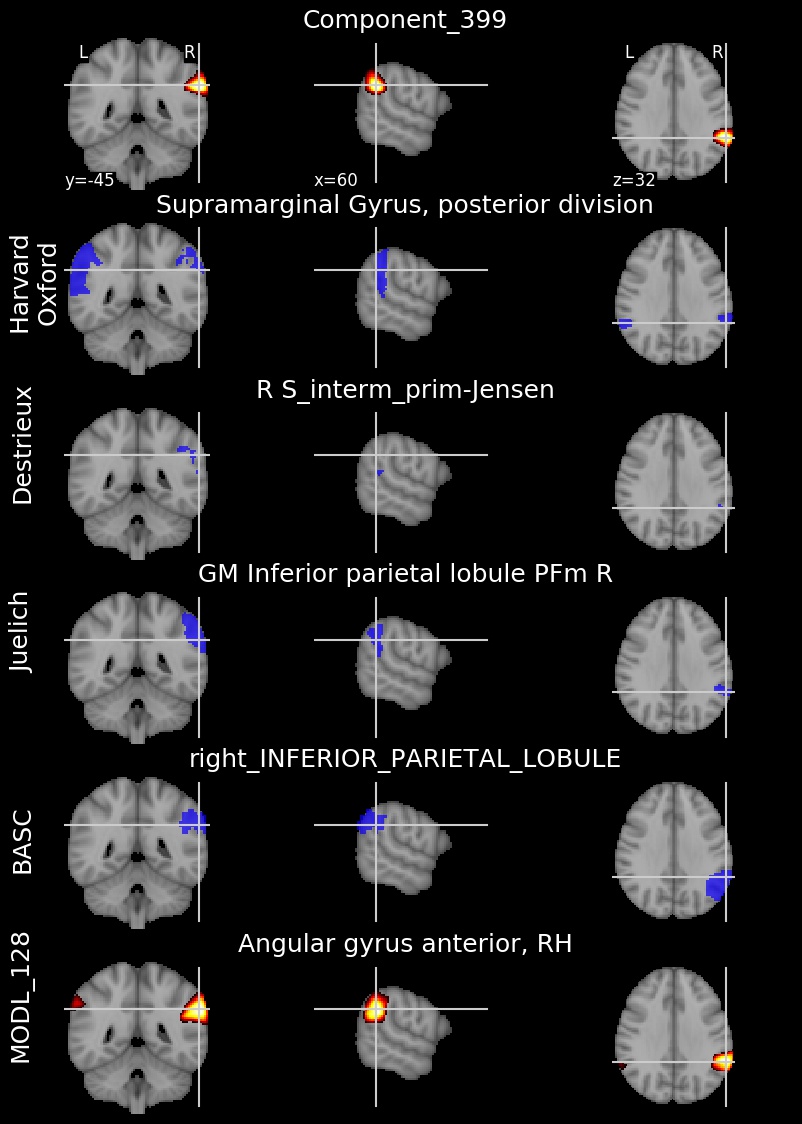 Component_399
L R L R
y=-45 x=60 z=32
Supramarginal Gyrus, posterior division
Harvard
Oxford
R S_interm_prim-Jensen
Destrieux
GM Inferior parietal lobule PFm R
Juelich
right_INFERIOR_PARIETAL_LOBULE
BASC
Angular gyrus anterior, RH
MODL_128